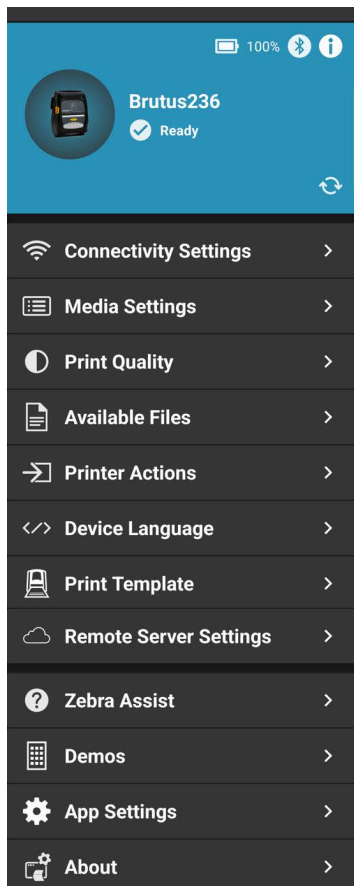 100%
Brutus236
Ready
Connectivity Settings
Media Settings
Print Quality
Available Files
Printer Actions
Device Language
Print Template
Remote Server Settings
Zebra Assist
Demos
App Settings
About